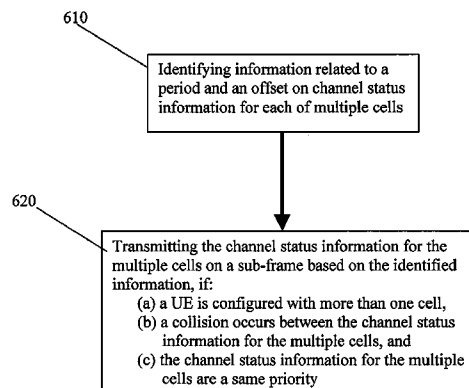 610
Identifying information related to a
period and an offset on channel status
information for each of multiple cells
620
Transmitting the channel status information for the
multiple cells on a sub-frame based on the identified
information, if:
(a) a UE is configured with more than one cell,
(b) a collision occurs between the channel status
information for the multiple cells, and
(c) the channel status information for the multiple
cells are a same priority